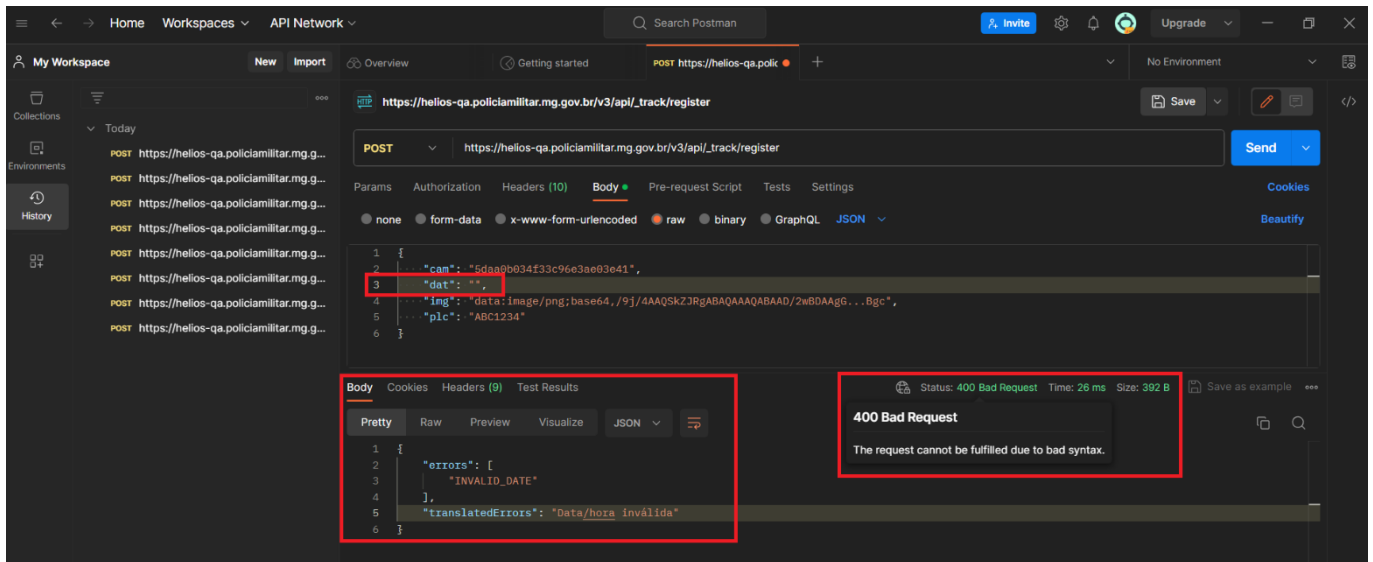 Home Workspaces API Network Search Postman Invite Upgrade
My Workspace New Import Overview Getting started POST https://helios-qa.polic No Environment
Collections
Environments
History
Today
POST https://helios-qa.policiamilitar.mg.g...
POST https://helios-qa.policiamilitar.mg.g...
POST https://helios-qa.policiamilitar.mg.g...
POST https://helios-qa.policiamilitar.mg.g...
POST https://helios-qa.policiamilitar.mg.g...
POST https://helios-qa.policiamilitar.mg.g...
POST https://helios-qa.policiamilitar.mg.g...
POST https://helios-qa.policiamilitar.mg.g...
HTTP https://helios-qa.policiamilitar.mg.gov.br/v3/api/_track/register Save
POST https://helios-qa.policiamilitar.mg.gov.br/v3/api/_track/register Send
Params Authorization Headers (10) Body Pre-request Script Tests Settings Cookies
none form-data x-www-form-urlencoded raw binary GraphQL JSON Beautify
1 {
2 "cam": "5daa0b034f33c96e3ae03e41",
3 "dat": "",
4 "img": "data:image/png;base64,/9j/4AAQSkZJRgABAQAAAQABAAD/2wBDAAgG...Bgc",
5 "plc": "ABC1234"
6 }
Body Cookies Headers (9) Test Results Status: 400 Bad Request Time: 26 ms Size: 392 B Save as example
Pretty Raw Preview Visualize JSON
400 Bad Request
The request cannot be fulfilled due to bad syntax.
1 {
2 "errors": [
3 "INVALID_DATE"
4 ],
5 "translatedErrors": "Data/hora inválida"
6 }